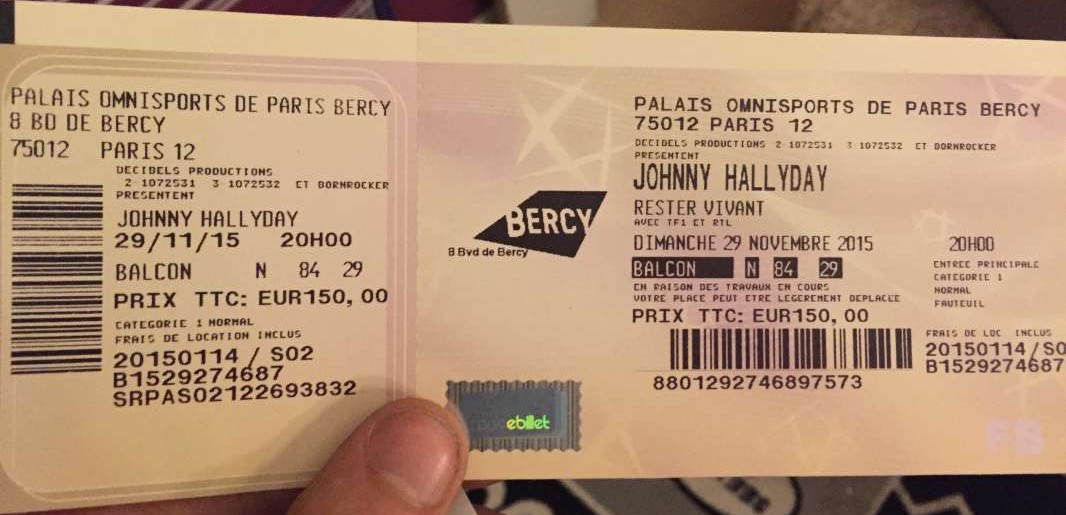 PALAIS OMNISPORTS DE PARIS BERCY
8 BD DE BERCY
75012 PARIS 12
DECIBELS PRODUCTIONS
2-1072531 3-1072532 ET BORNROCKER
PRESENTENT
JOHNNY HALLYDAY
29/11/15 20H00
BALCON N 84 29
PRIX TTC: EUR150,00
CATEGORIE 1 NORMAL
FRAIS DE LOCATION INCLUS
20150114 / S02
B1529274687
SRPAS02122693832
BERCY
8 Bvd de Bercy
ebillet
PALAIS OMNISPORTS DE PARIS BERCY
75012 PARIS 12
DECIBELS PRODUCTIONS 2-1072531 3-1072532 ET BORNROCKER
PRESENTENT
JOHNNY HALLYDAY
RESTER VIVANT
AVEC TF1 ET RTL
DIMANCHE 29 NOVEMBRE 2015 20H00
BALCON N 84 29
ENTREE PRINCIPALE
CATEGORIE 1
NORMAL
FAUTEUIL
EN RAISON DES TRAVAUX EN COURS
VOTRE PLACE PEUT ETRE LEGEREMENT DEPLACEE
PRIX TTC: EUR150,00
8801292746897573
FRAIS DE LOC INCLUS
20150114/S0
B1529274687
FS